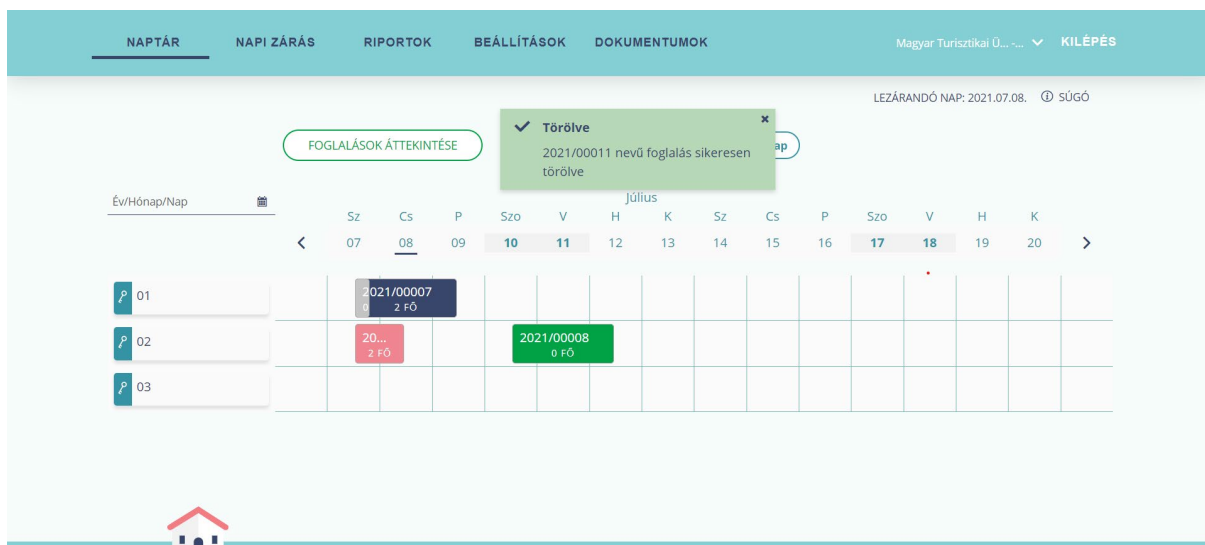 NAPTÁR NAPI ZÁRÁS RIPORTOK BEÁLLÍTÁSOK DOKUMENTUMOK Magyar Turisztikai Ü... -... KILÉPÉS
LEZÁRANDÓ NAP: 2021.07.08. SÚGÓ
Törölve
FOGLALÁSOK ÁTTEKINTÉSE
2021/00011 nevű foglalás sikeresen
törölve
Év/Hónap/Nap
Július
Sz Cs P Szo V H K Sz Cs P Szo V H K
07 08 09 10 11 12 13 14 15 16 17 18 19 20
01
2021/00007
0 2 FŐ
02
20... 2021/00008
2 FŐ 0 FŐ
03